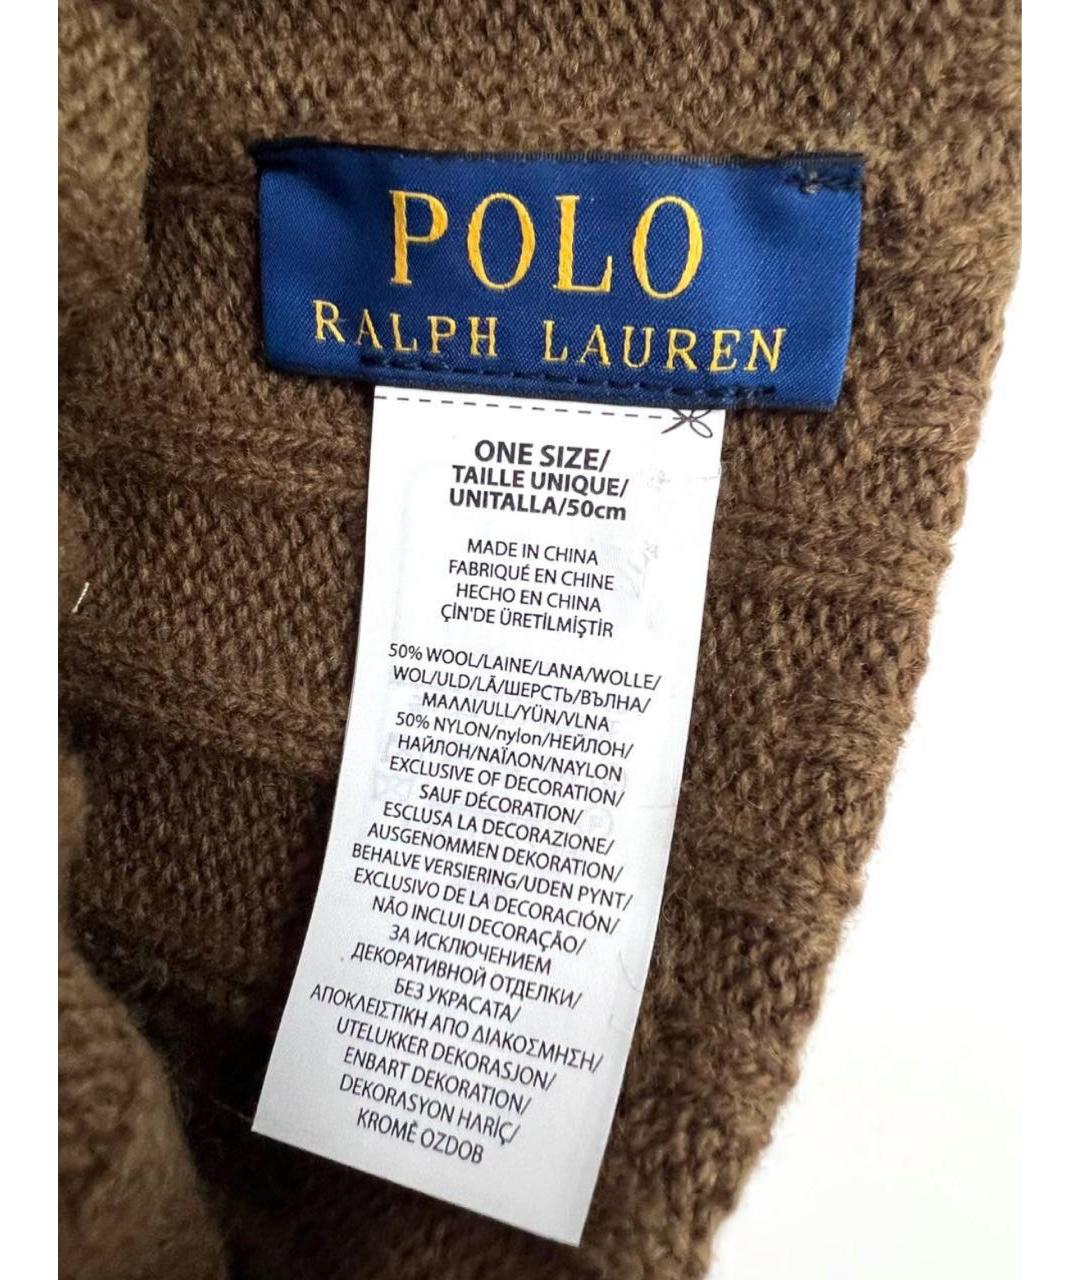 POLO
RALPH LAUREN
ONE SIZE/
TAILLE UNIQUE/
UNITALLA/50cm
MADE IN CHINA
FABRIQUÉ EN CHINE
HECHO EN CHINA
ÇİN'DE ÜRETİLMİŞTİR
50% WOOL/LAINE/LANA/WOLLE/
WOL/ULD/LÃ/ШЕРСТЬ/ВЪЛНА/
ΜΑΛΛΙ/ULL/YÜN/VLNA
50% NYLON/nylon/НЕЙЛОН/
НАЙЛОН/ΝΑΪΛΟΝ/NAYLON
EXCLUSIVE OF DECORATION/
SAUF DÉCORATION/
ESCLUSA LA DECORAZIONE/
AUSGENOMMEN DEKORATION/
BEHALVE VERSIERING/UDEN PYNT/
EXCLUSIVO DE LA DECORACIÓN/
NÃO INCLUI DECORAÇÃO/
ЗА ИСКЛЮЧЕНИЕМ
ДЕКОРАТИВНОЙ ОТДЕЛКИ/
БЕЗ УКРАСАТА/
ΑΠΟΚΛΕΙΣΤΙΚΗ ΑΠΟ ΔΙΑΚΟΣΜΗΣΗ/
UTELUKKER DEKORASJON/
ENBART DEKORATION/
DEKORASYON HARİÇ/
KROMĚ OZDOB